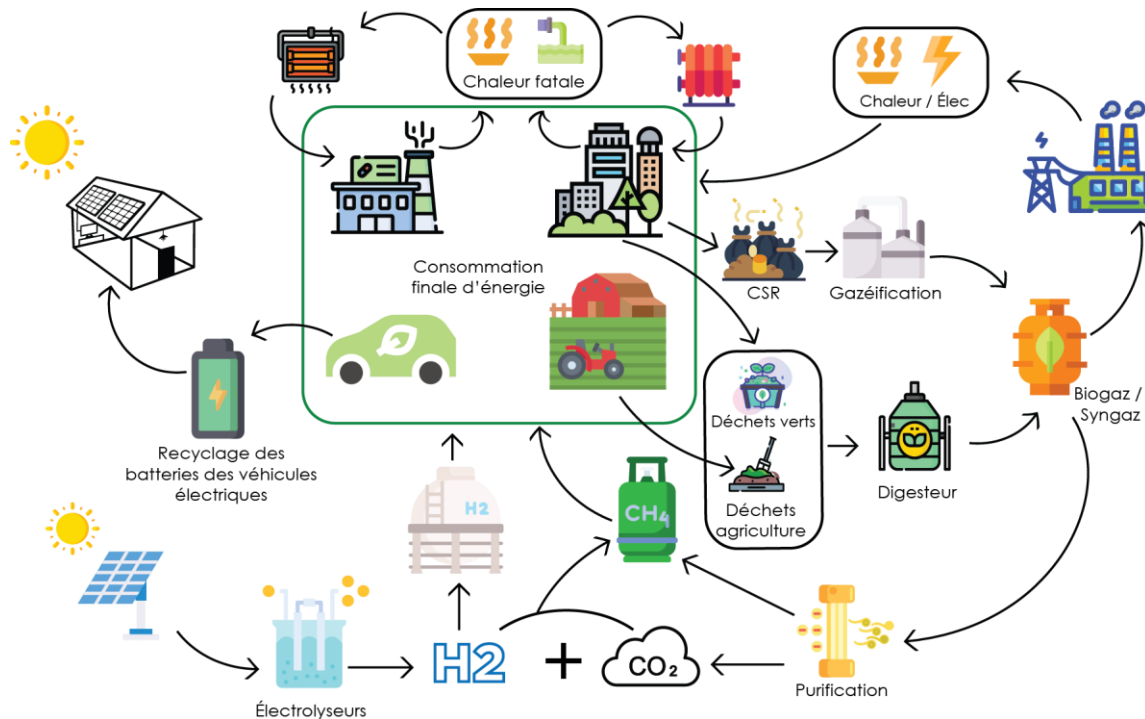 Chaleur fatale
Chaleur / Élec
Consommation
finale d'énergie
CSR
Gazéification
Biogaz /
Syngaz
Déchets verts
Déchets
agriculture
Digesteur
Recyclage des
batteries des véhicules
électriques
H2
CH4
H2
+
CO₂
Électrolyseurs
Purification